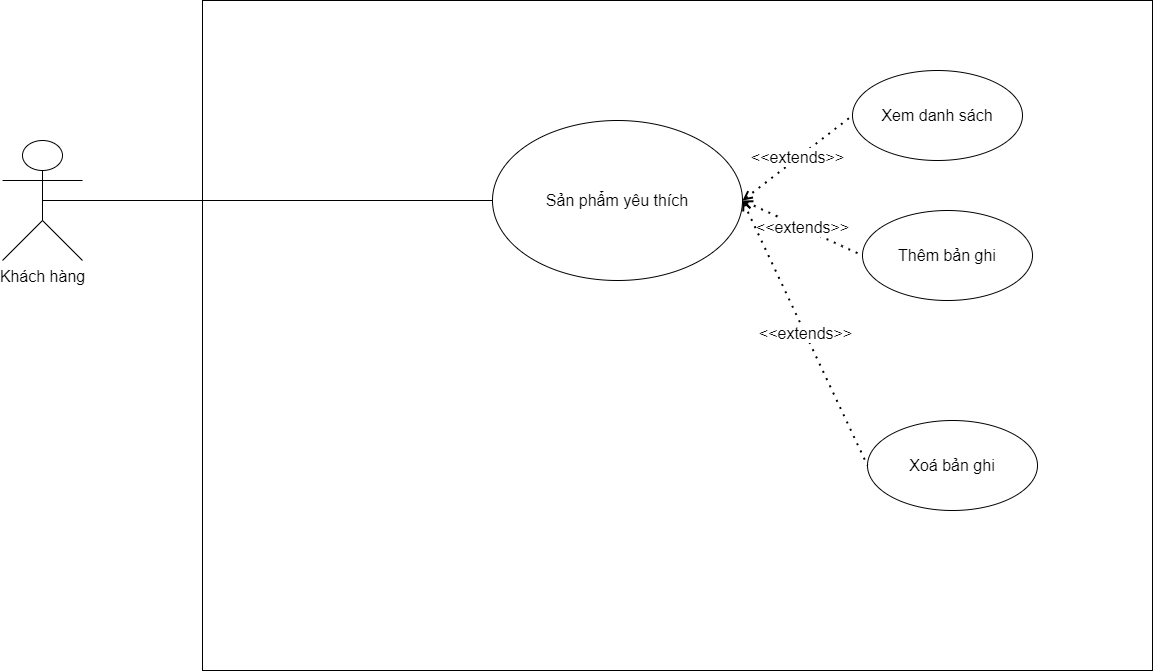 Xem danh sách
<<extends>>
Sản phẩm yêu thích
<<extends>>
Thêm bản ghi
Khách hàng
<<extends>>
Xoá bản ghi